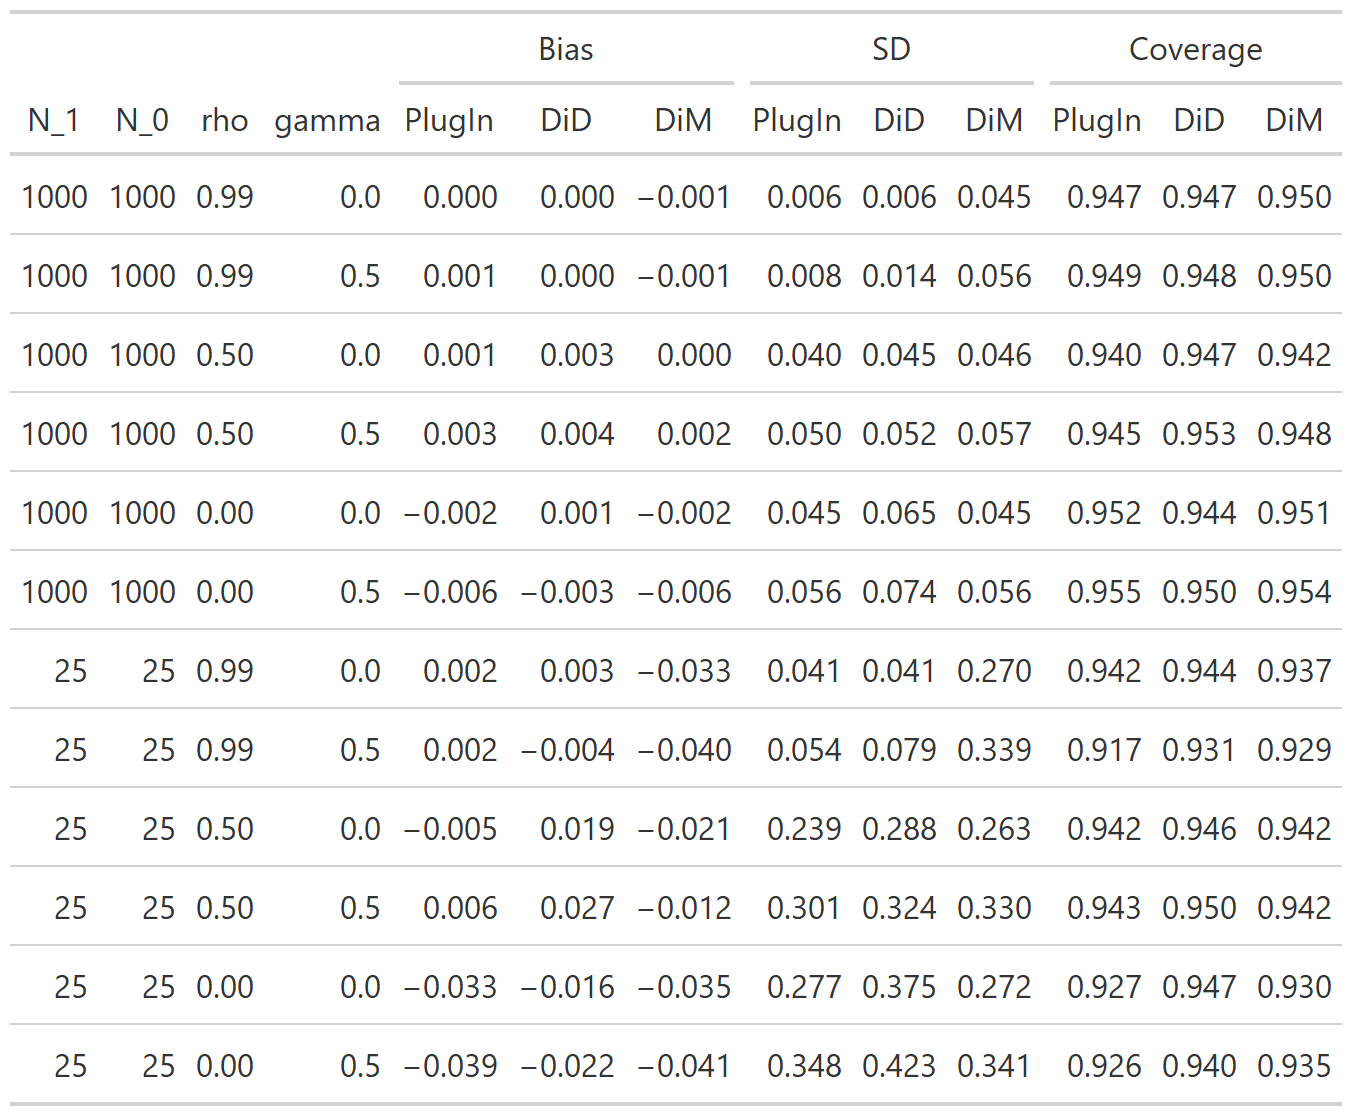 Bias SD Coverage
N_1 N_0 rho gamma PlugIn DiD DiM PlugIn DiD DiM PlugIn DiD DiM
1000 1000 0.99 0.0 0.000 0.000 −0.001 0.006 0.006 0.045 0.947 0.947 0.950
1000 1000 0.99 0.5 0.001 0.000 −0.001 0.008 0.014 0.056 0.949 0.948 0.950
1000 1000 0.50 0.0 0.001 0.003 0.000 0.040 0.045 0.046 0.940 0.947 0.942
1000 1000 0.50 0.5 0.003 0.004 0.002 0.050 0.052 0.057 0.945 0.953 0.948
1000 1000 0.00 0.0 −0.002 0.001 −0.002 0.045 0.065 0.045 0.952 0.944 0.951
1000 1000 0.00 0.5 −0.006 −0.003 −0.006 0.056 0.074 0.056 0.955 0.950 0.954
25 25 0.99 0.0 0.002 0.003 −0.033 0.041 0.041 0.270 0.942 0.944 0.937
25 25 0.99 0.5 0.002 −0.004 −0.040 0.054 0.079 0.339 0.917 0.931 0.929
25 25 0.50 0.0 −0.005 0.019 −0.021 0.239 0.288 0.263 0.942 0.946 0.942
25 25 0.50 0.5 0.006 0.027 −0.012 0.301 0.324 0.330 0.943 0.950 0.942
25 25 0.00 0.0 −0.033 −0.016 −0.035 0.277 0.375 0.272 0.927 0.947 0.930
25 25 0.00 0.5 −0.039 −0.022 −0.041 0.348 0.423 0.341 0.926 0.940 0.935